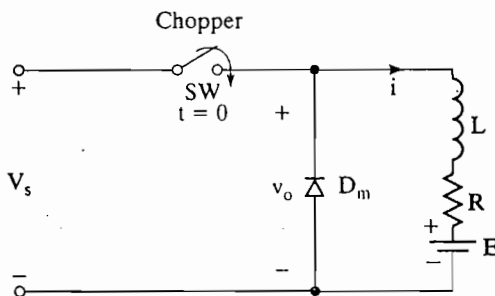 Chopper
+
SW
t = 0
+
i
L
V_s
v_o
D_m
R
+
E
−
−
−